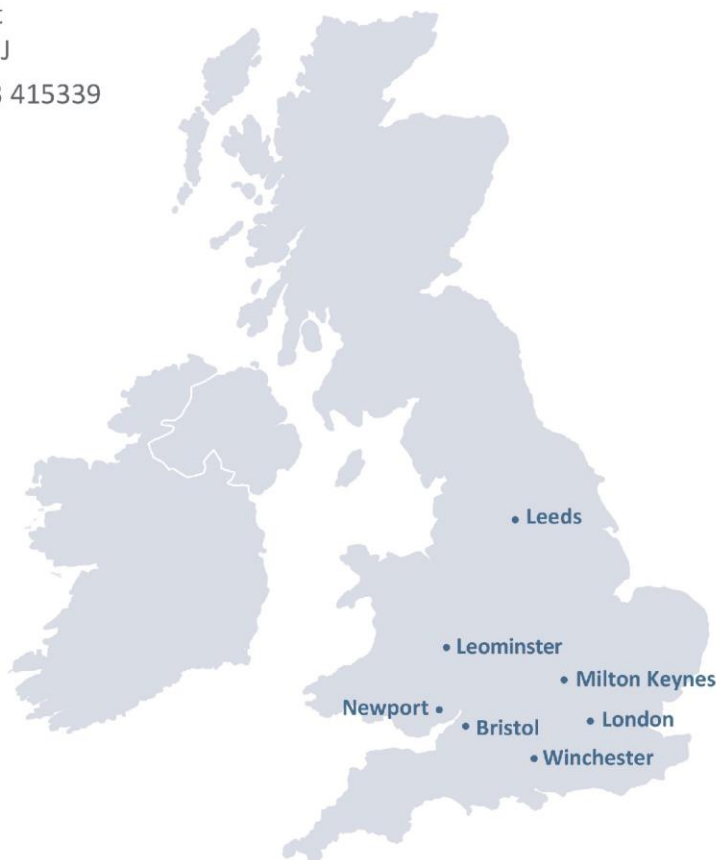 J
415339
Leeds
Leominster
Milton Keynes
Newport
London
Bristol
Winchester